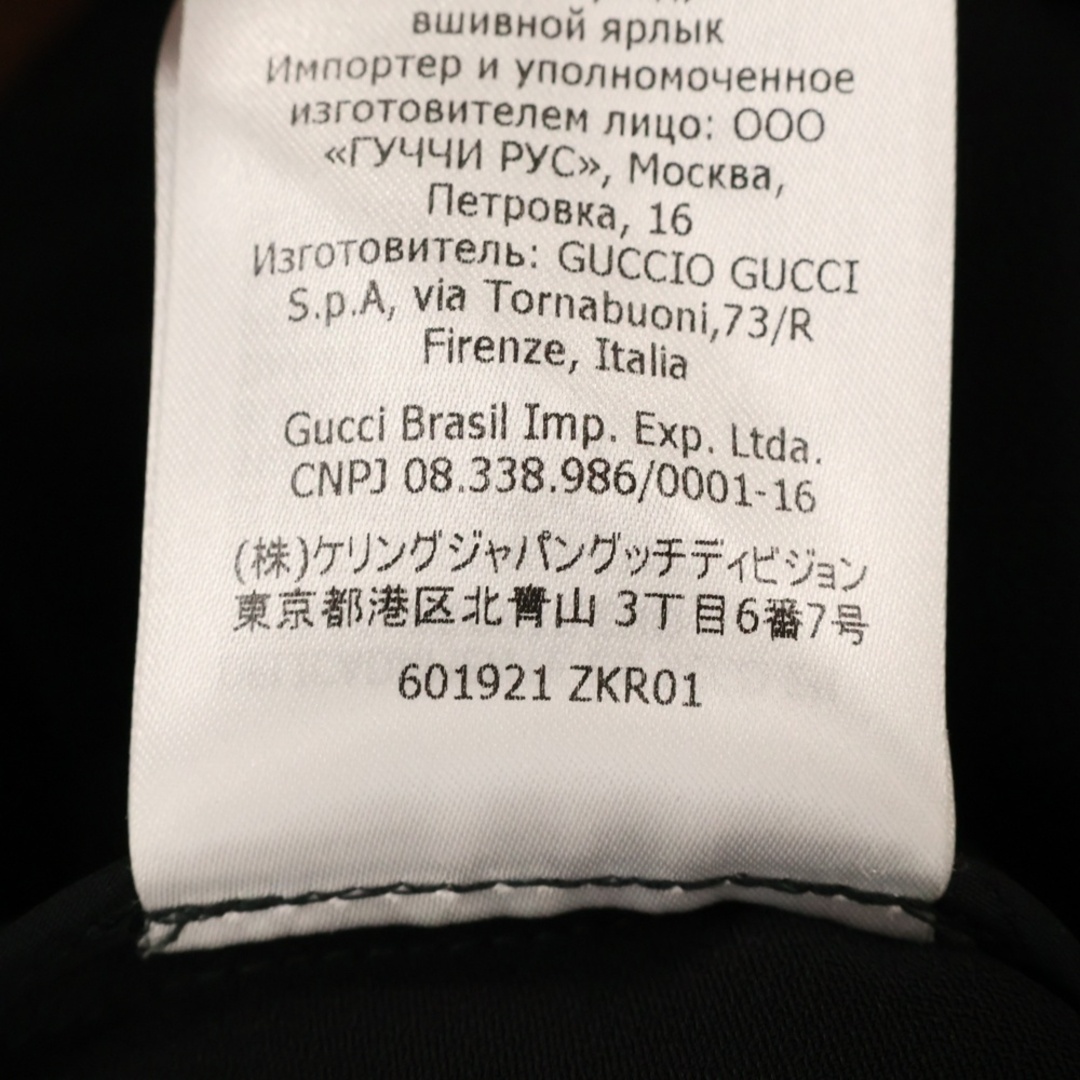 вшивной ярлык
Импортер и уполномоченное
изготовителем лицо: ООО
«ГУЧЧИ РУС», Москва,
Петровка, 16
Изготовитель: GUCCIO GUCCI
S.p.A, via Tornabuoni,73/R
Firenze, Italia
Gucci Brasil Imp. Exp. Ltda.
CNPJ 08.338.986/0001-16
(株)ケリングジャパングッチディビジョン
東京都港区北青山 3丁目6番7号
601921 ZKR01